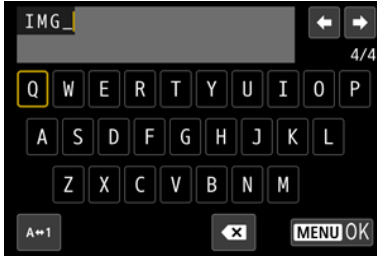 IMG_
4/4
Q W E R T Y U I O P
A S D F G H J K L
Z X C V B N M
A↔1 MENU OK